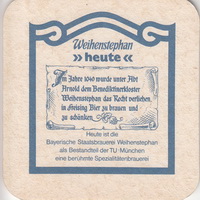 Weihenstephan
»heute«
Im Jahre 1040 wurde unter Abt
Arnold dem Benediktinerkloster
Weihenstephan das Recht verliehen
in Freising Bier zu brauen und
zu schänken.
Heute ist die
Bayerische Staatsbrauerei Weihenstephan
als Bestandteil der TU-München
eine berühmte Spezialitätenbrauerei